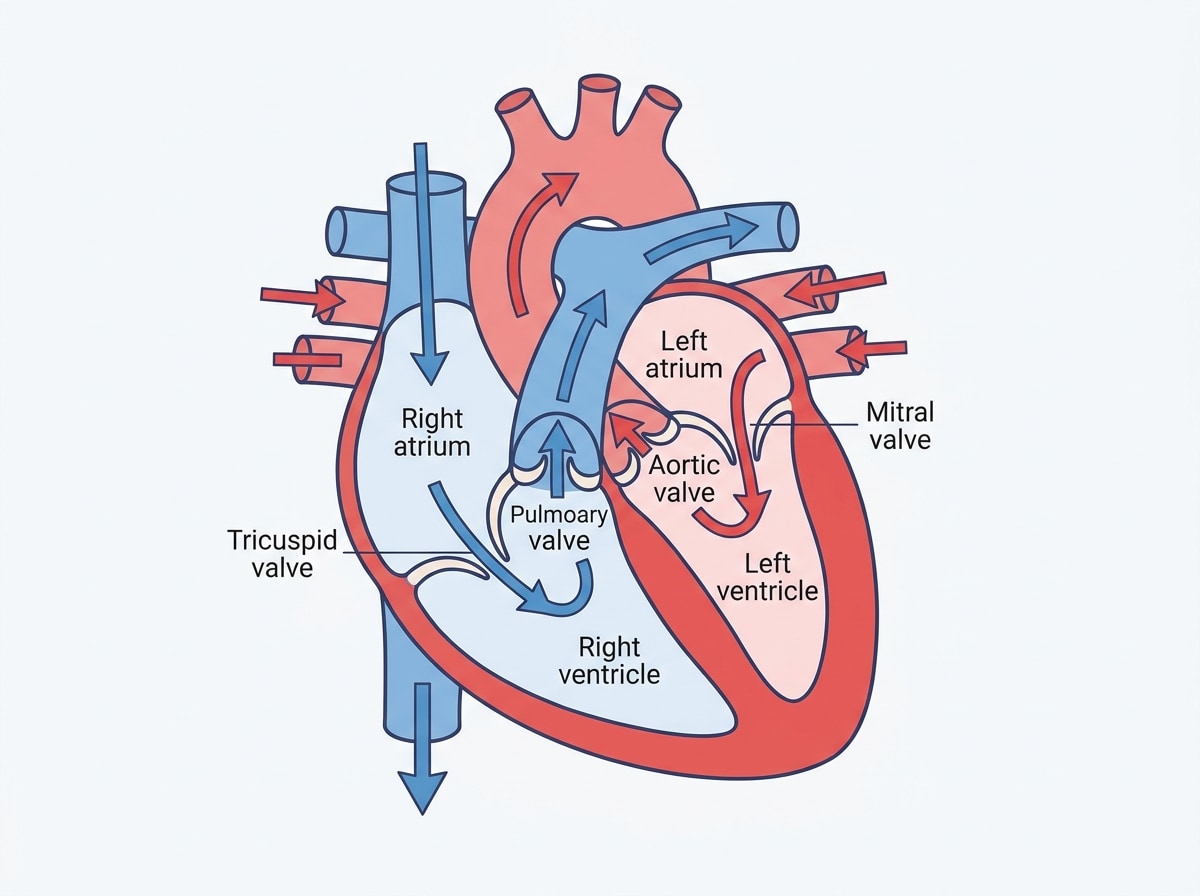 Left
atrium
Right
atrium
Mitral
valve
Aortic
valve
Pulmoary
valve
Tricuspid
valve
Left
ventricle
Right
ventricle